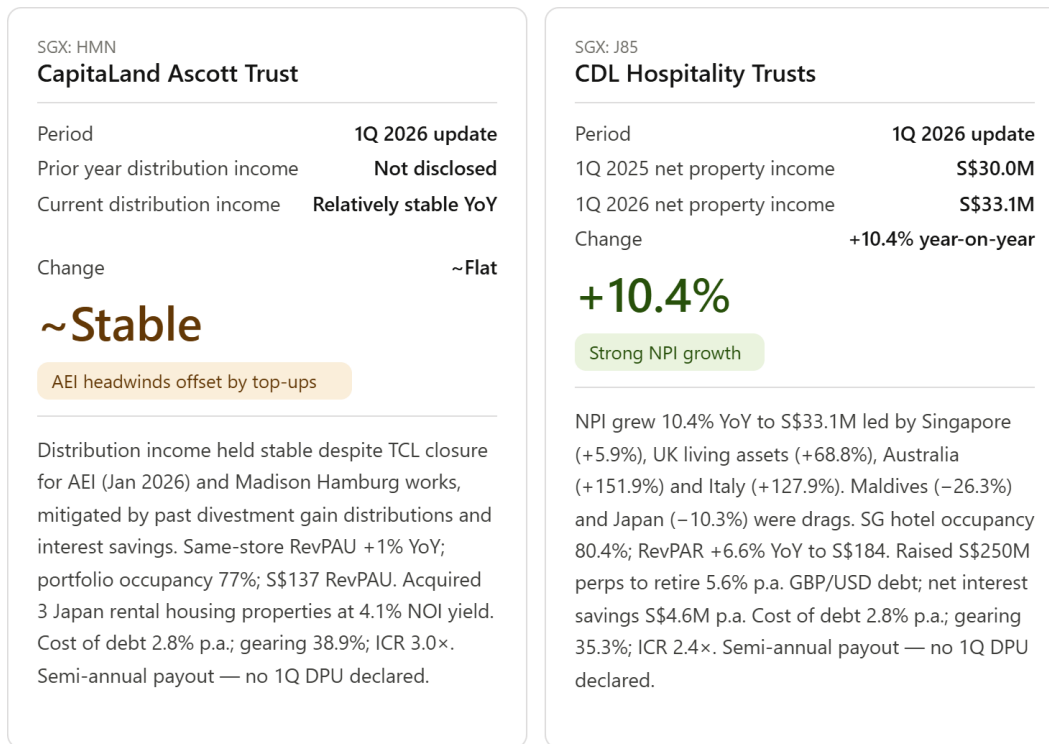 SGX: HMN
CapitaLand Ascott Trust
Period 1Q 2026 update
Prior year distribution income Not disclosed
Current distribution income Relatively stable YoY
Change ~Flat
~Stable
AEI headwinds offset by top-ups
Distribution income held stable despite TCL closure
for AEI (Jan 2026) and Madison Hamburg works,
mitigated by past divestment gain distributions and
interest savings. Same-store RevPAU +1% YoY;
portfolio occupancy 77%; S$137 RevPAU. Acquired
3 Japan rental housing properties at 4.1% NOI yield.
Cost of debt 2.8% p.a.; gearing 38.9%; ICR 3.0×.
Semi-annual payout — no 1Q DPU declared.
SGX: J85
CDL Hospitality Trusts
Period 1Q 2026 update
1Q 2025 net property income S$30.0M
1Q 2026 net property income S$33.1M
Change +10.4% year-on-year
+10.4%
Strong NPI growth
NPI grew 10.4% YoY to S$33.1M led by Singapore
(+5.9%), UK living assets (+68.8%), Australia
(+151.9%) and Italy (+127.9%). Maldives (−26.3%)
and Japan (−10.3%) were drags. SG hotel occupancy
80.4%; RevPAR +6.6% YoY to S$184. Raised S$250M
perps to retire 5.6% p.a. GBP/USD debt; net interest
savings S$4.6M p.a. Cost of debt 2.8% p.a.; gearing
35.3%; ICR 2.4×. Semi-annual payout — no 1Q DPU
declared.